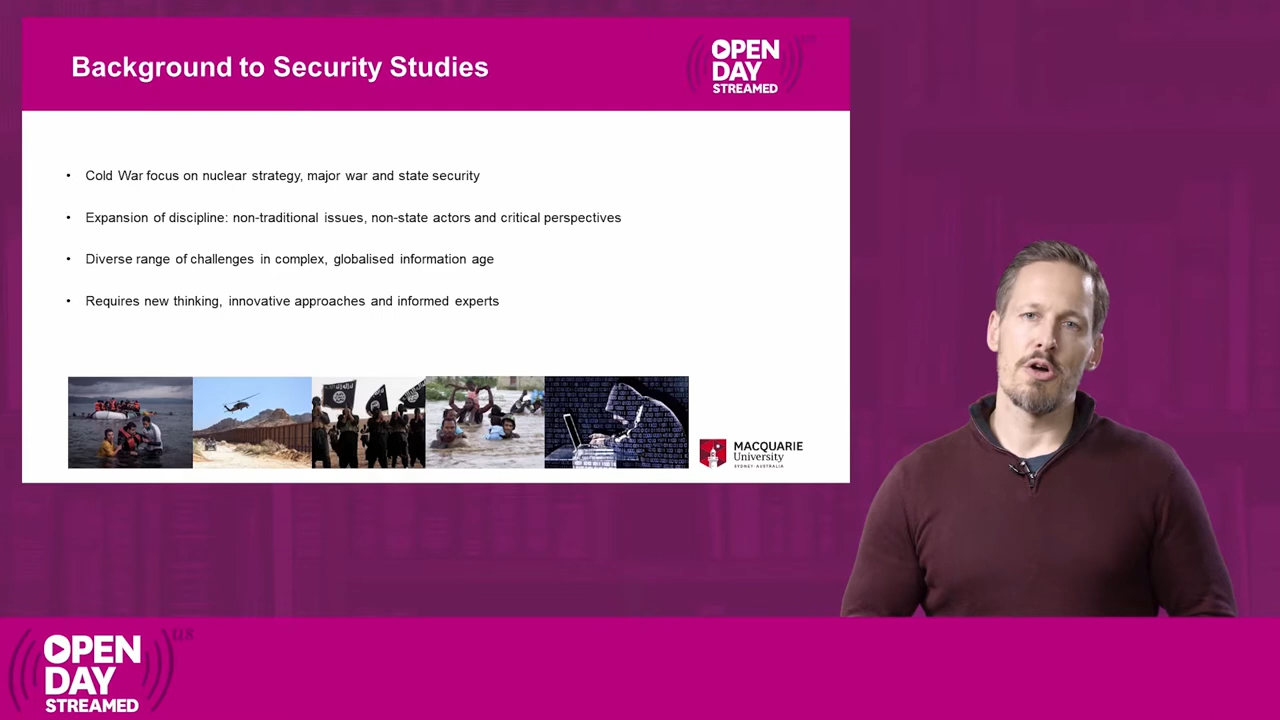 Background to Security Studies
OPEN
DAY
STREAMED
• Cold War focus on nuclear strategy, major war and state security
• Expansion of discipline: non-traditional issues, non-state actors and critical perspectives
• Diverse range of challenges in complex, globalised information age
• Requires new thinking, innovative approaches and informed experts
MACQUARIE
University
SYDNEY·AUSTRALIA
OPEN
DAY
STREAMED